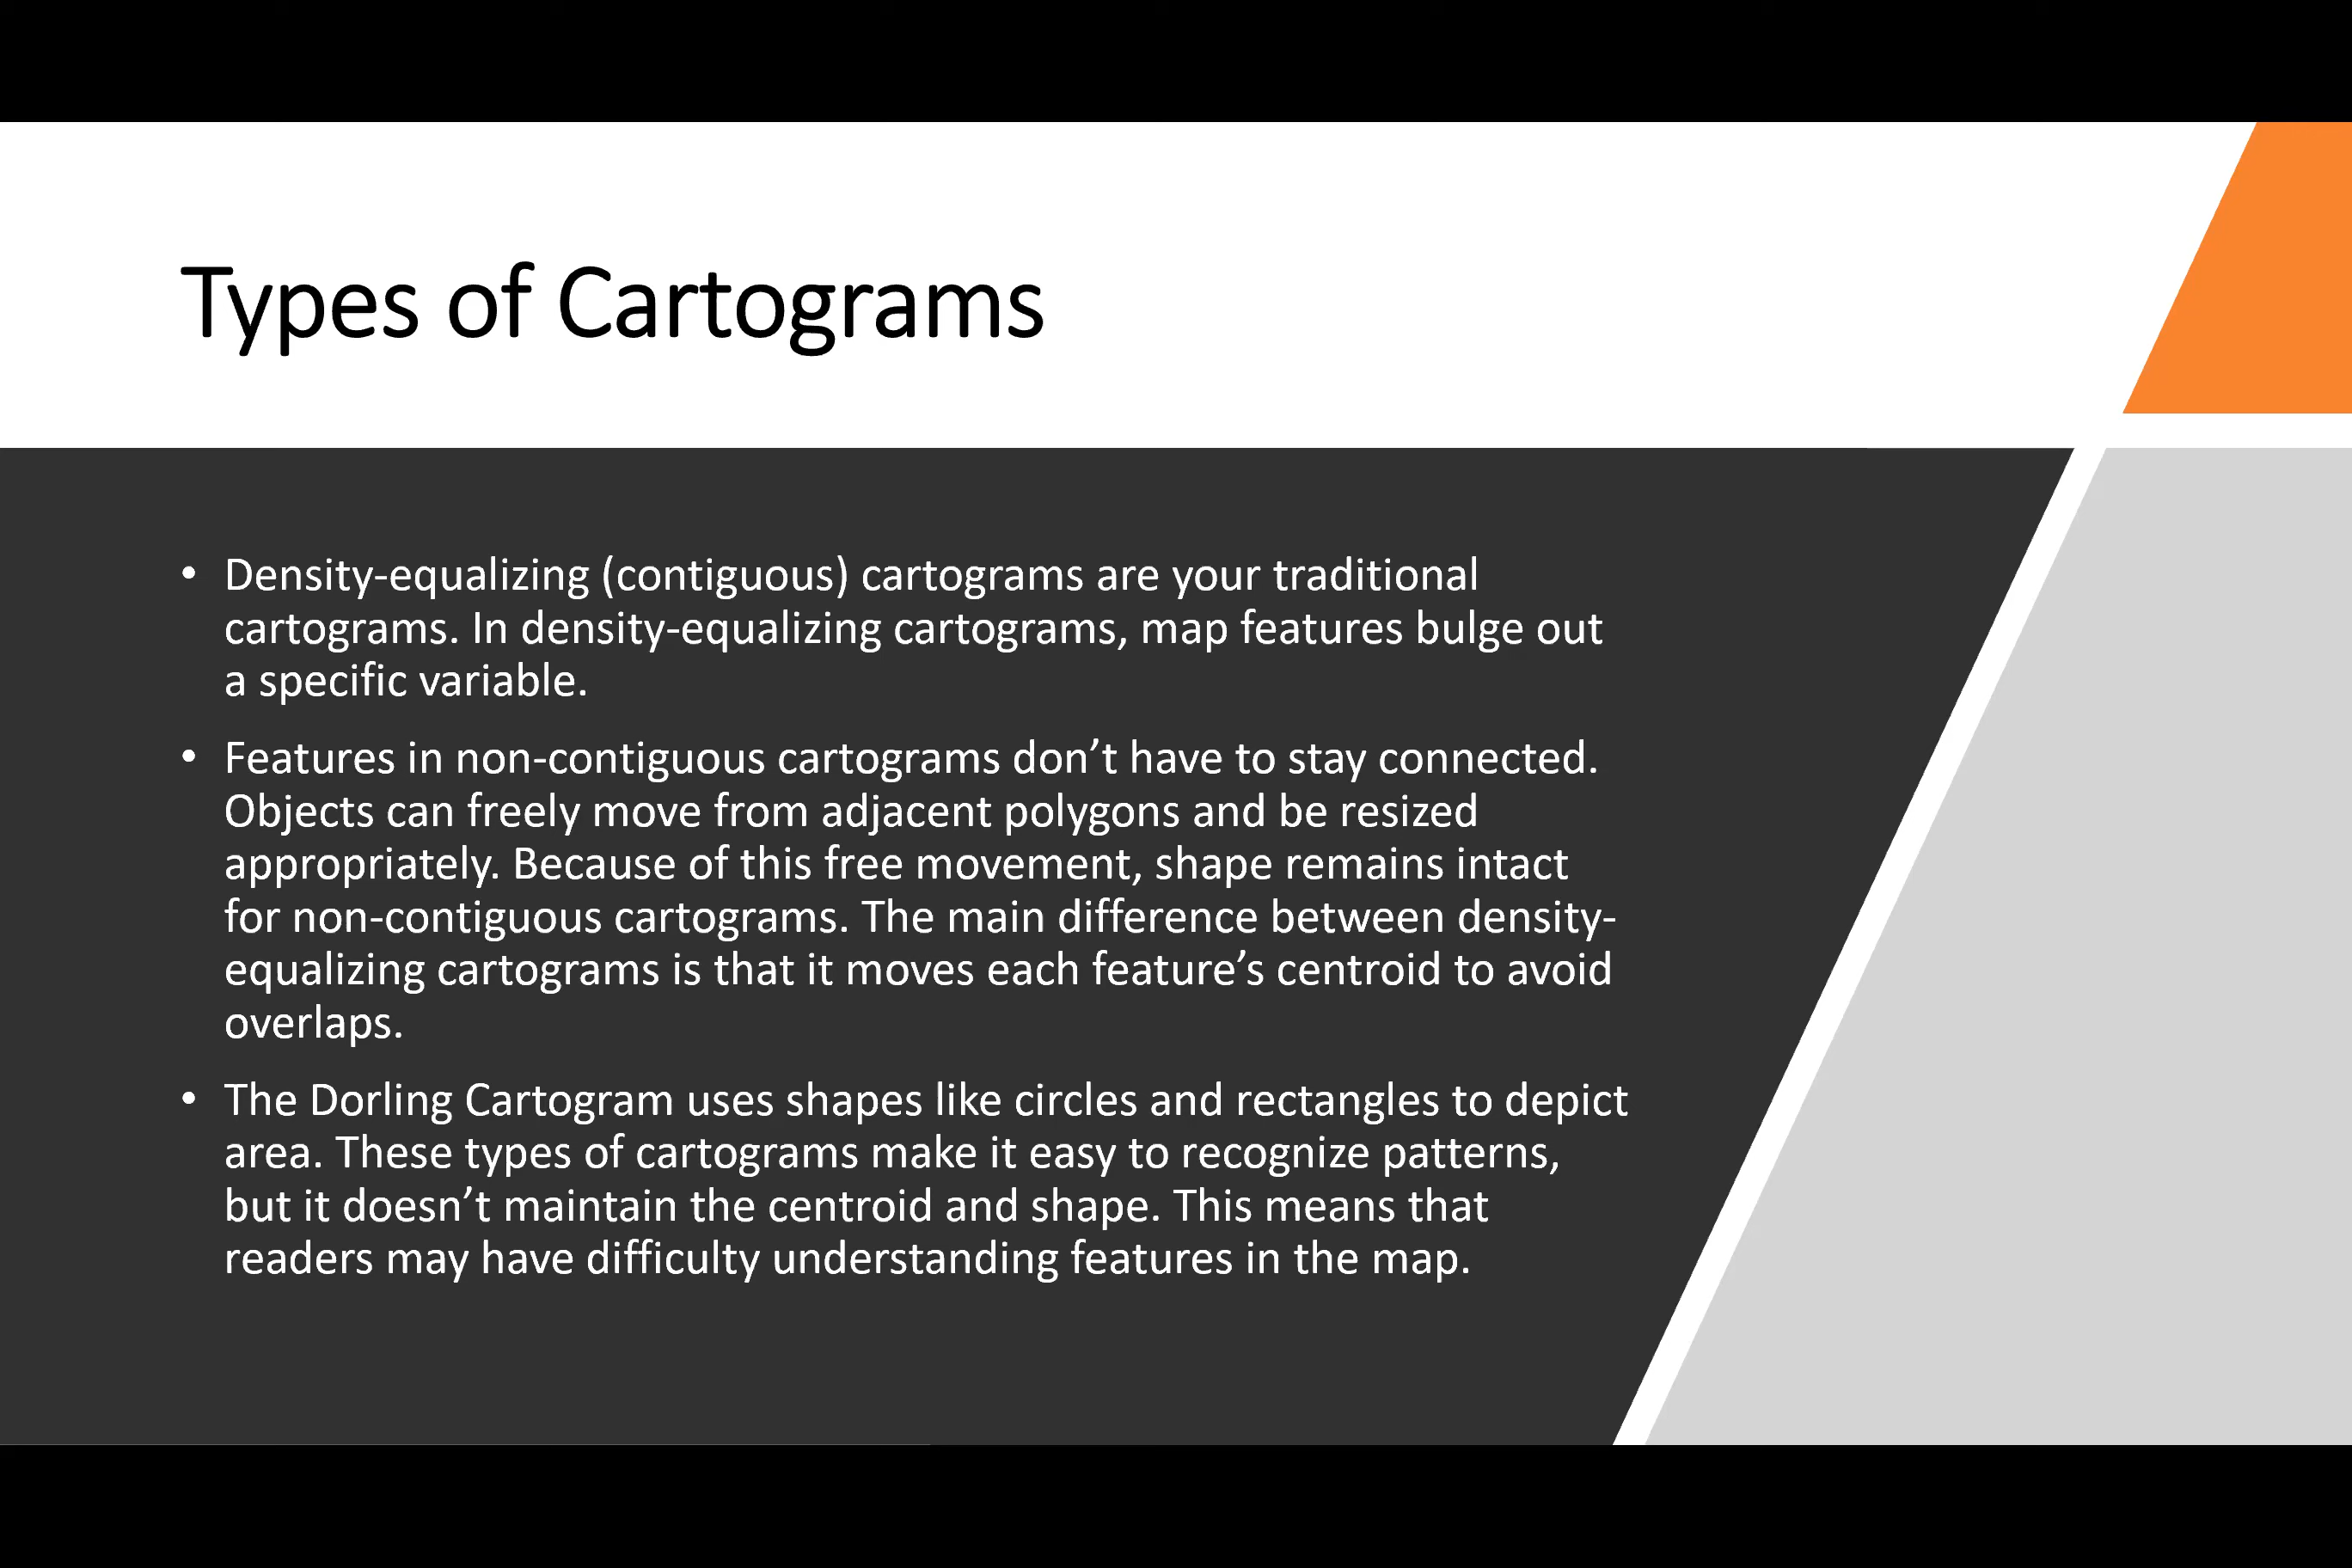 Types of Cartograms
• Density-equalizing (contiguous) cartograms are your traditional
cartograms. In density-equalizing cartograms, map features bulge out
a specific variable.
• Features in non-contiguous cartograms don’t have to stay connected.
Objects can freely move from adjacent polygons and be resized
appropriately. Because of this free movement, shape remains intact
for non-contiguous cartograms. The main difference between density-
equalizing cartograms is that it moves each feature’s centroid to avoid
overlaps.
• The Dorling Cartogram uses shapes like circles and rectangles to depict
area. These types of cartograms make it easy to recognize patterns,
but it doesn’t maintain the centroid and shape. This means that
readers may have difficulty understanding features in the map.